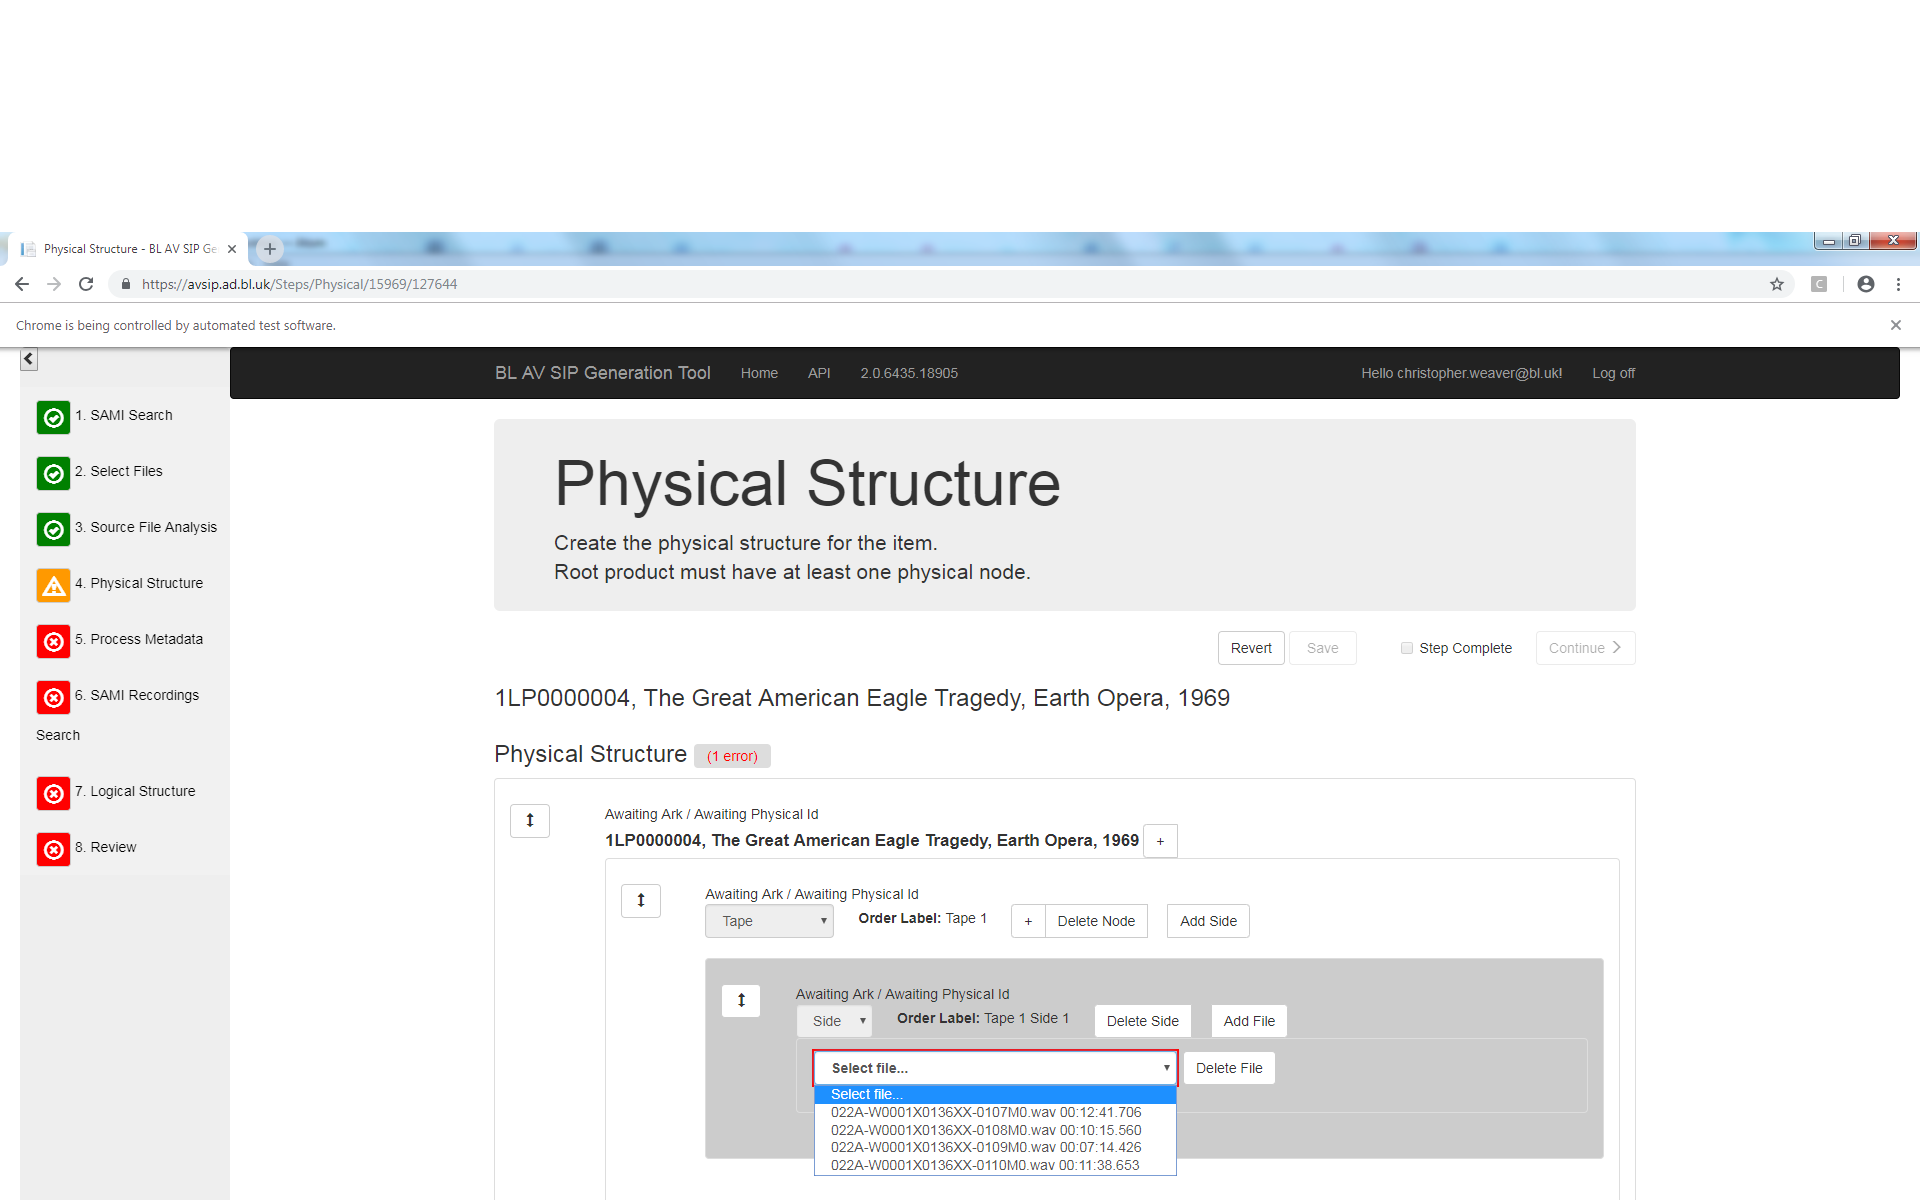 Physical Structure - BL AV SIP Ge
https://avsip.ad.bl.uk/Steps/Physical/15969/127644
C
Chrome is being controlled by automated test software.
BL AV SIP Generation Tool Home API 2.0.6435.18905 Hello christopher.weaver@bl.uk! Log off
1. SAMI Search
2. Select Files
3. Source File Analysis
4. Physical Structure
5. Process Metadata
6. SAMI Recordings
Search
7. Logical Structure
8. Review
Physical Structure
Create the physical structure for the item.
Root product must have at least one physical node.
Revert Save Step Complete Continue
1LP0000004, The Great American Eagle Tragedy, Earth Opera, 1969
Physical Structure (1 error)
Awaiting Ark / Awaiting Physical Id
1LP0000004, The Great American Eagle Tragedy, Earth Opera, 1969 +
Awaiting Ark / Awaiting Physical Id
Tape Order Label: Tape 1 + Delete Node Add Side
Awaiting Ark / Awaiting Physical Id
Side Order Label: Tape 1 Side 1 Delete Side Add File
Select file... Delete File
Select file...
022A-W0001X0136XX-0107M0.wav 00:12:41.706
022A-W0001X0136XX-0108M0.wav 00:10:15.560
022A-W0001X0136XX-0109M0.wav 00:07:14.426
022A-W0001X0136XX-0110M0.wav 00:11:38.653